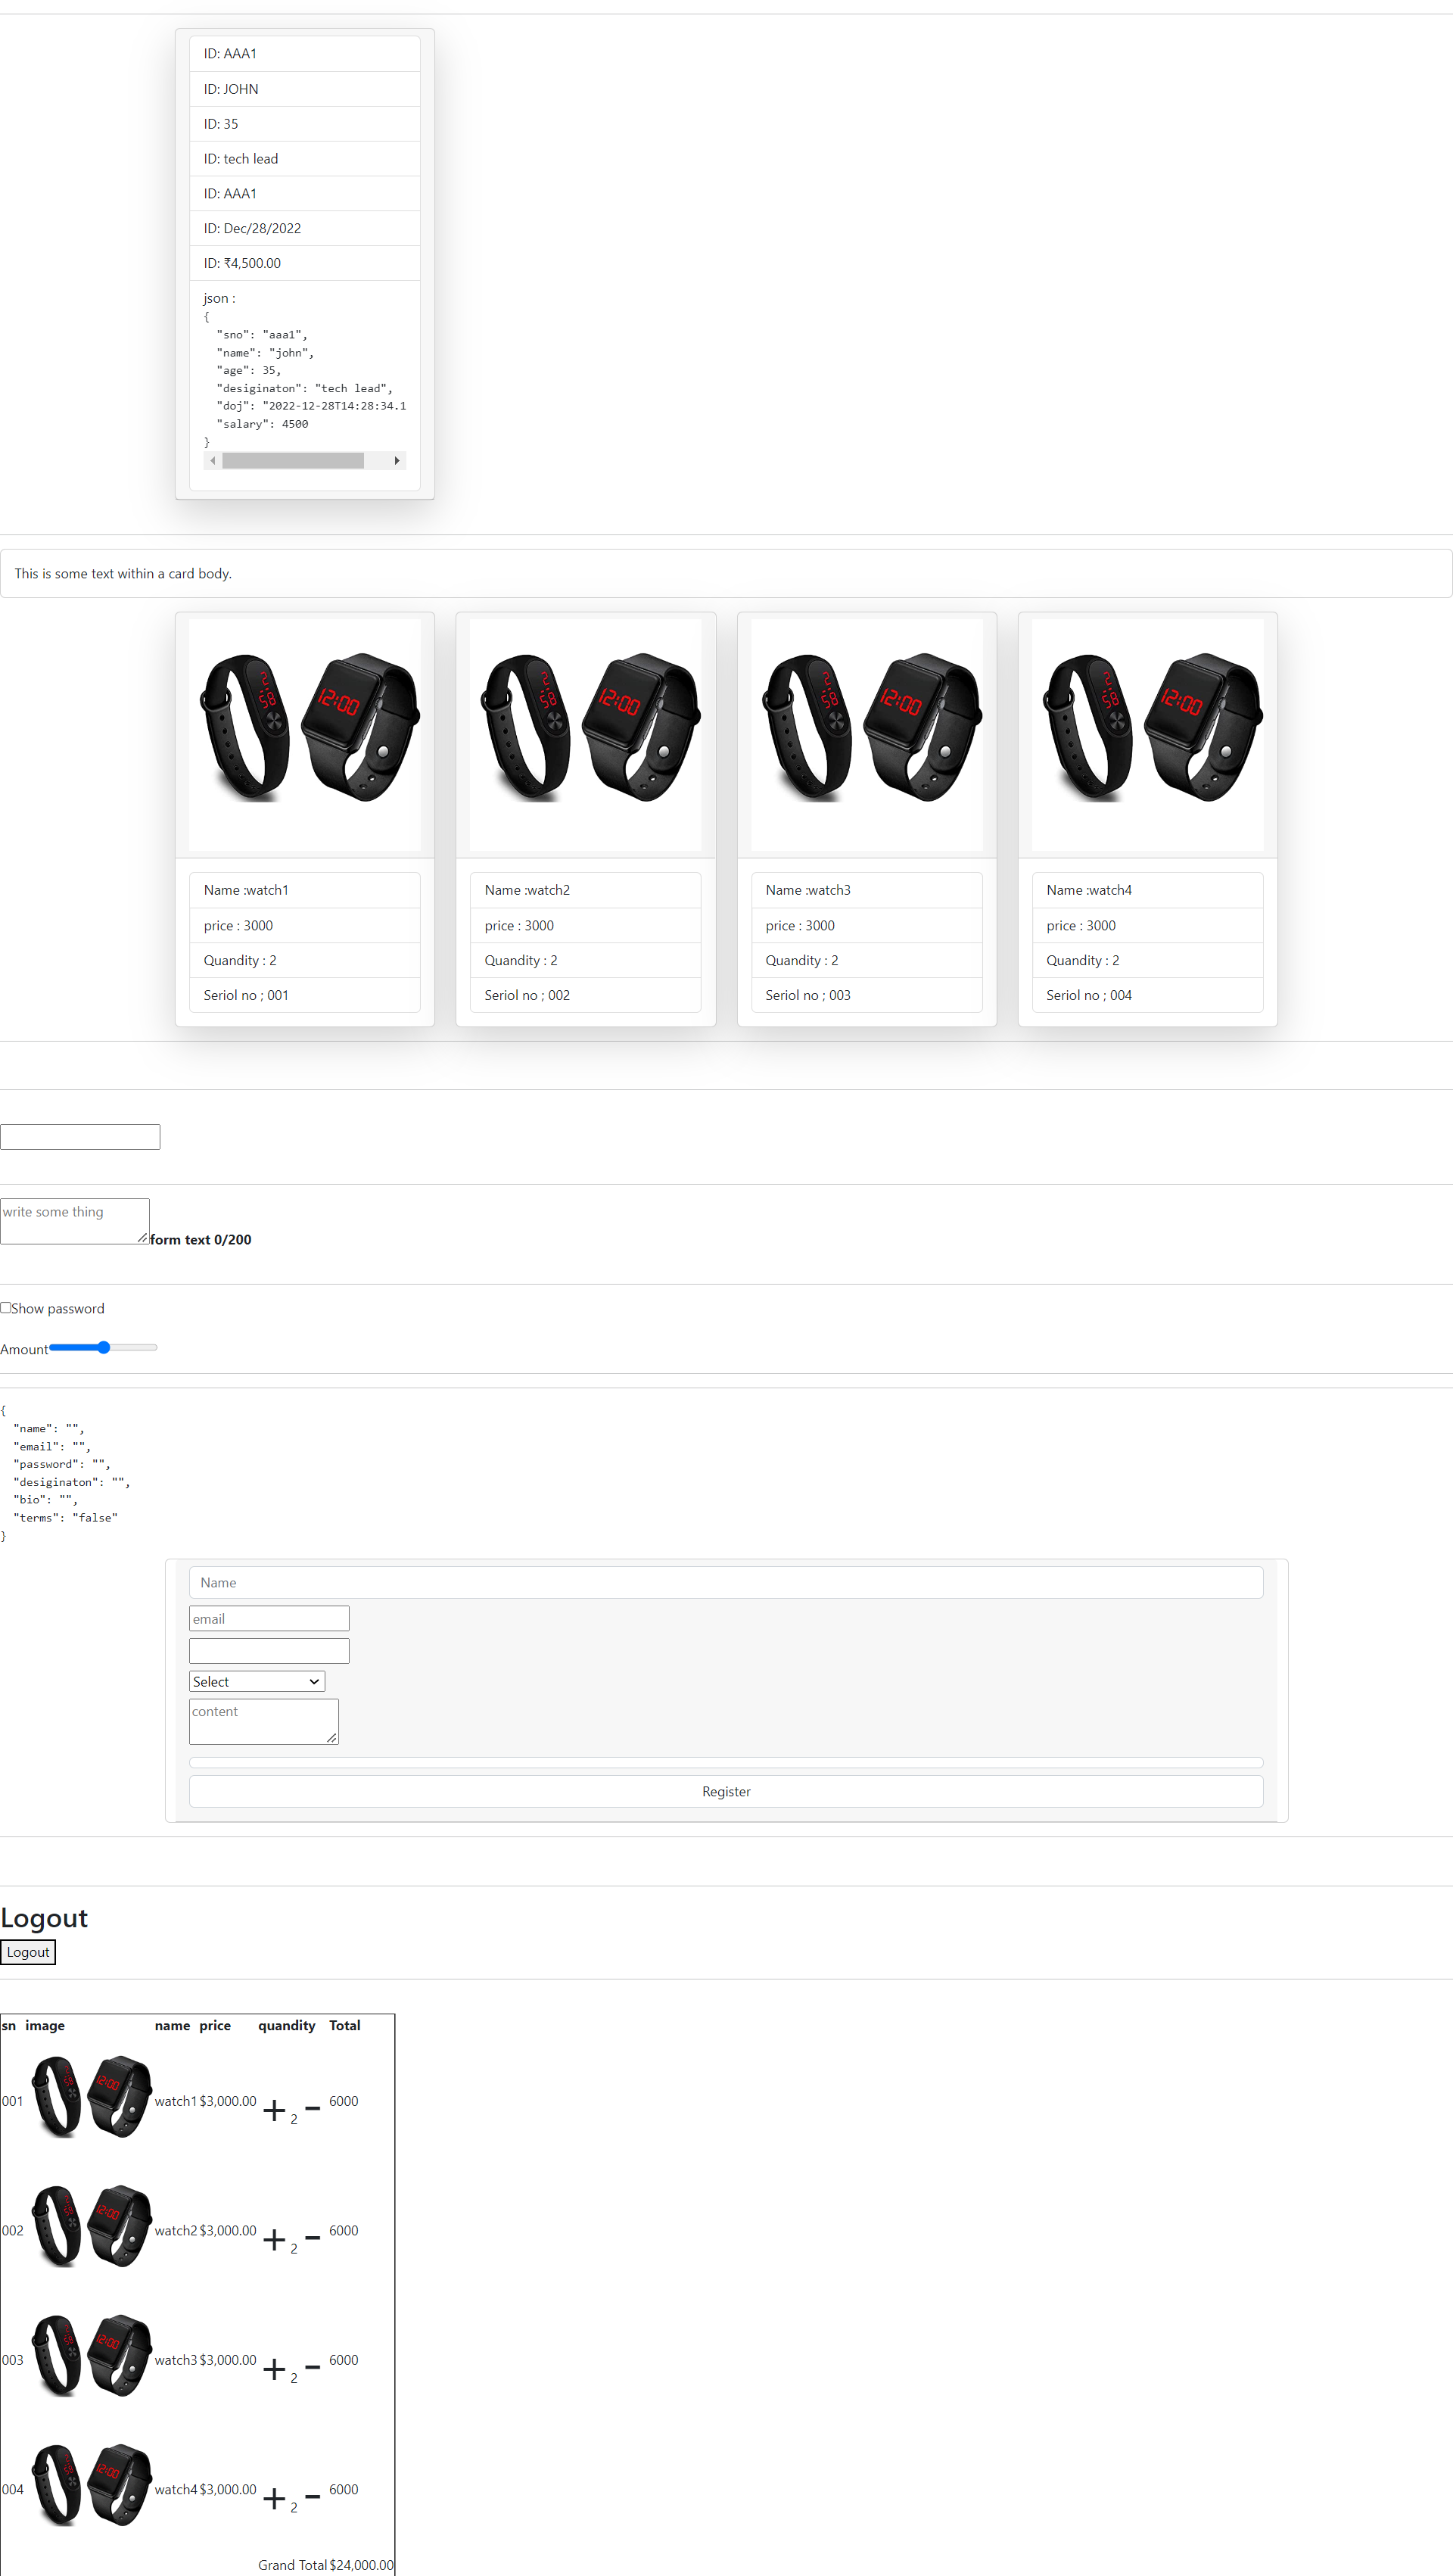 ID: AAA1
ID: JOHN
ID: 35
ID: tech lead
ID: AAA1
ID: Dec/28/2022
ID: ₹4,500.00
json :
{
"sno": "aaa1",
"name": "john",
"age": 35,
"desiginaton": "tech lead",
"doj": "2022-12-28T14:28:34.1
"salary": 4500
}
This is some text within a card body.
12:00 12:00 12:00 12:00
Name :watch1
price : 3000
Quandity : 2
Seriol no ; 001
Name :watch2
price : 3000
Quandity : 2
Seriol no ; 002
Name :watch3
price : 3000
Quandity : 2
Seriol no ; 003
Name :watch4
price : 3000
Quandity : 2
Seriol no ; 004
write some thing
form text 0/200
Show password
Amount
{
"name": "",
"email": "",
"password": "",
"desiginaton": "",
"bio": "",
"terms": "false"
}
Name
email
Select
content
Register
Logout
Logout
sn image name price quandity Total
001 12:00 watch1 $3,000.00 + 2 - 6000
002 12:00 watch2 $3,000.00 + 2 - 6000
003 12:00 watch3 $3,000.00 + 2 - 6000
004 12:00 watch4 $3,000.00 + 2 - 6000
Grand Total $24,000.00